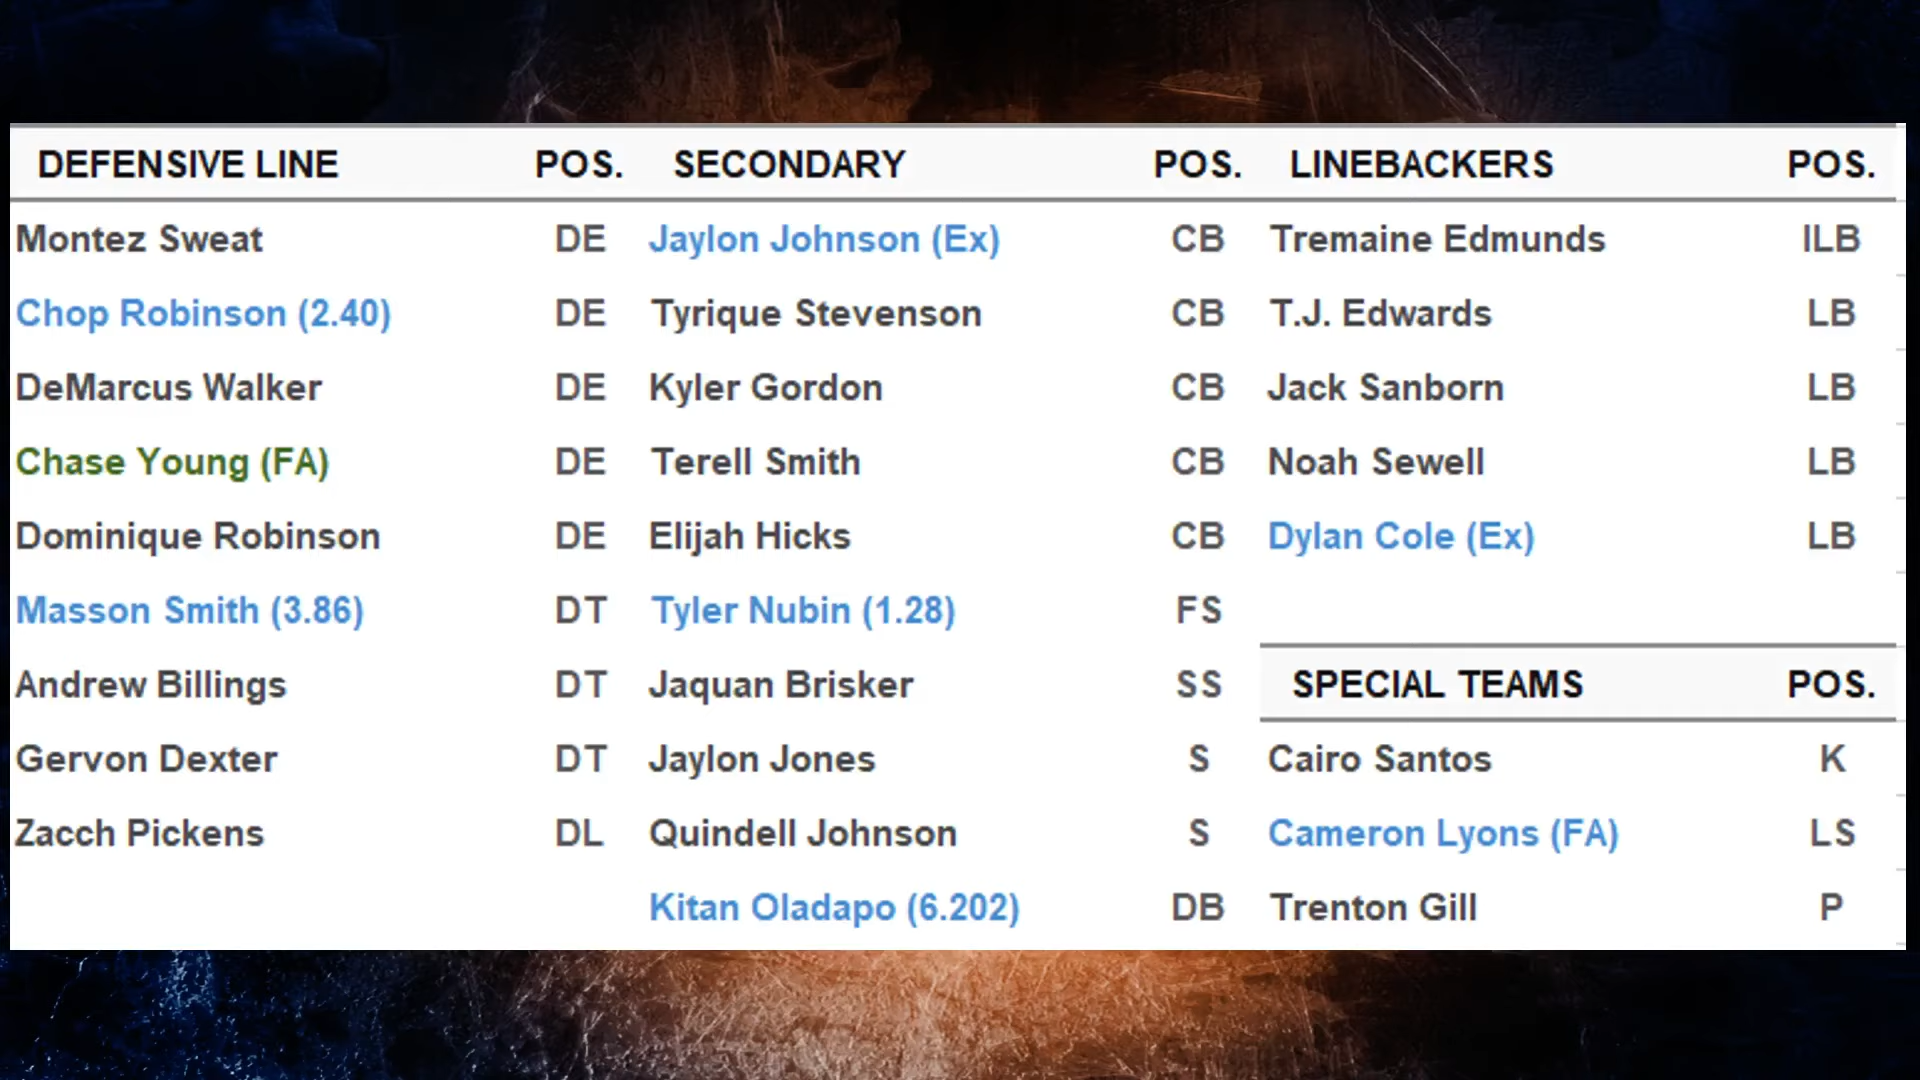 DEFENSIVE LINE POS. SECONDARY POS. LINEBACKERS POS.
Montez Sweat DE Jaylon Johnson (Ex) CB Tremaine Edmunds ILB
Chop Robinson (2.40) DE Tyrique Stevenson CB T.J. Edwards LB
DeMarcus Walker DE Kyler Gordon CB Jack Sanborn LB
Chase Young (FA) DE Terell Smith CB Noah Sewell LB
Dominique Robinson DE Elijah Hicks CB Dylan Cole (Ex) LB
Masson Smith (3.86) DT Tyler Nubin (1.28) FS
Andrew Billings DT Jaquan Brisker SS SPECIAL TEAMS POS.
Gervon Dexter DT Jaylon Jones S Cairo Santos K
Zacch Pickens DL Quindell Johnson S Cameron Lyons (FA) LS
Kitan Oladapo (6.202) DB Trenton Gill P